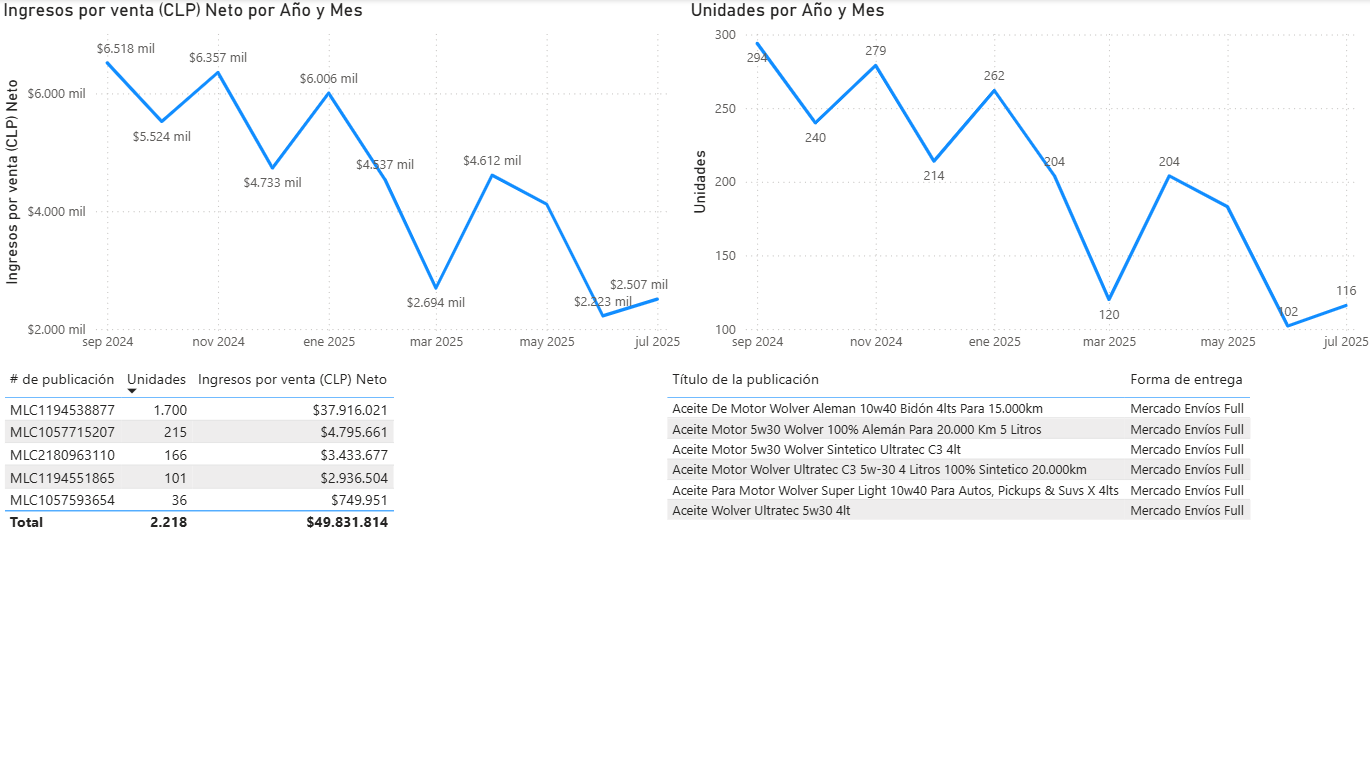 Ingresos por venta (CLP) Neto por Año y Mes
Ingresos por venta (CLP) Neto
$6.000 mil
$4.000 mil
$2.000 mil
$6.518 mil
$5.524 mil
$6.357 mil
$4.733 mil
$6.006 mil
$4.537 mil
$2.694 mil
$4.612 mil
$2.223 mil
$2.507 mil
sep 2024 nov 2024 ene 2025 mar 2025 may 2025 jul 2025
Unidades por Año y Mes
Unidades
300
250
200
150
100
294
240
279
214
262
204
120
204
102
116
sep 2024 nov 2024 ene 2025 mar 2025 may 2025 jul 2025
# de publicación Unidades Ingresos por venta (CLP) Neto
MLC1194538877 1.700 $37.916.021
MLC1057715207 215 $4.795.661
MLC2180963110 166 $3.433.677
MLC1194551865 101 $2.936.504
MLC1057593654 36 $749.951
Total 2.218 $49.831.814
Título de la publicación Forma de entrega
Aceite De Motor Wolver Aleman 10w40 Bidón 4lts Para 15.000km Mercado Envíos Full
Aceite Motor 5w30 Wolver 100% Alemán Para 20.000 Km 5 Litros Mercado Envíos Full
Aceite Motor 5w30 Wolver Sintetico Ultratec C3 4lt Mercado Envíos Full
Aceite Motor Wolver Ultratec C3 5w-30 4 Litros 100% Sintetico 20.000km Mercado Envíos Full
Aceite Para Motor Wolver Super Light 10w40 Para Autos, Pickups & Suvs X 4lts Mercado Envíos Full
Aceite Wolver Ultratec 5w30 4lt Mercado Envíos Full